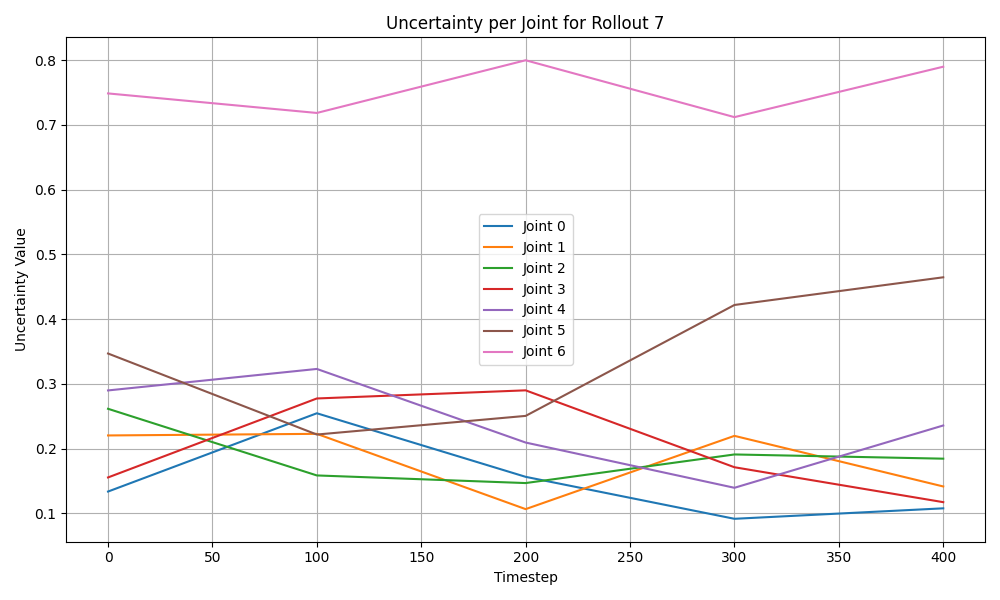 Uncertainty per Joint for Rollout 7
Uncertainty Value
0.8
0.7
0.6
0.5
0.4
0.3
0.2
0.1
Joint 0
Joint 1
Joint 2
Joint 3
Joint 4
Joint 5
Joint 6
0 50 100 150 200 250 300 350 400
Timestep